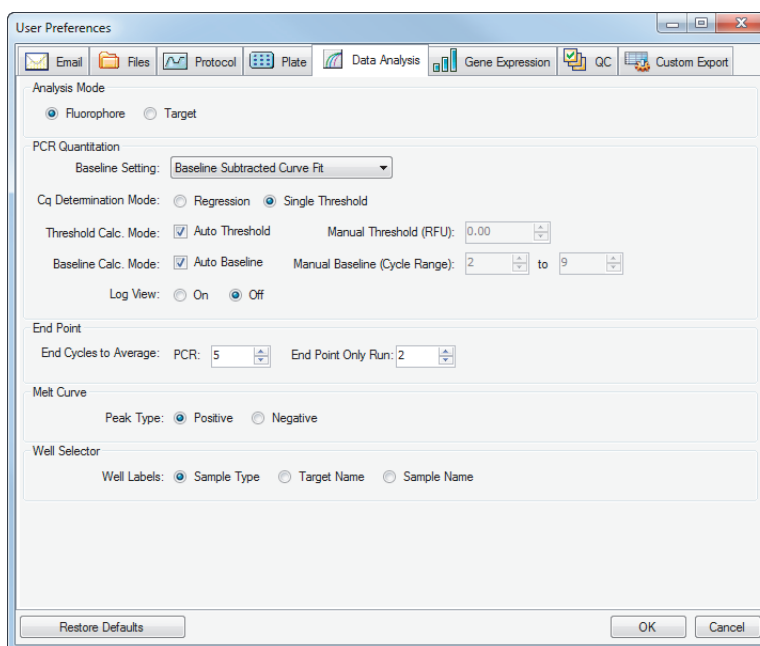 User Preferences
Email Files Protocol Plate Data Analysis Gene Expression QC Custom Export
Analysis Mode
Fluorophore Target
PCR Quantitation
Baseline Setting: Baseline Subtracted Curve Fit
Cq Determination Mode: Regression Single Threshold
Threshold Calc. Mode: Auto Threshold Manual Threshold (RFU): 0.00
Baseline Calc. Mode: Auto Baseline Manual Baseline (Cycle Range): 2 to 9
Log View: On Off
End Point
End Cycles to Average: PCR: 5 End Point Only Run: 2
Melt Curve
Peak Type: Positive Negative
Well Selector
Well Labels: Sample Type Target Name Sample Name
Restore Defaults OK Cancel